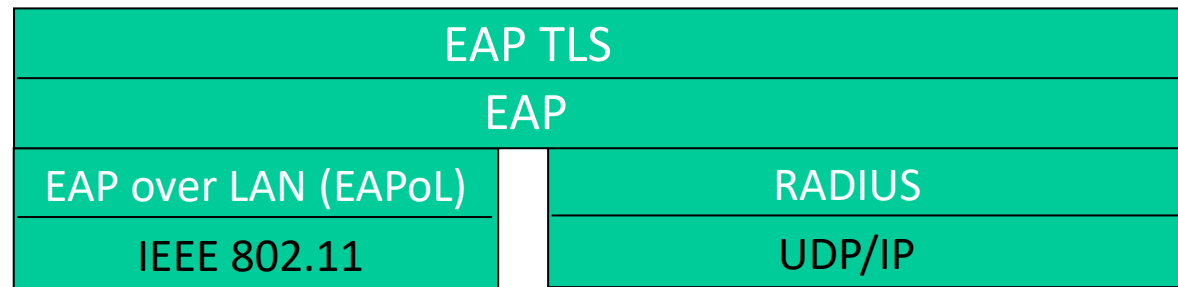 EAP TLS
EAP
EAP over LAN (EAPoL)
RADIUS
IEEE 802.11
UDP/IP